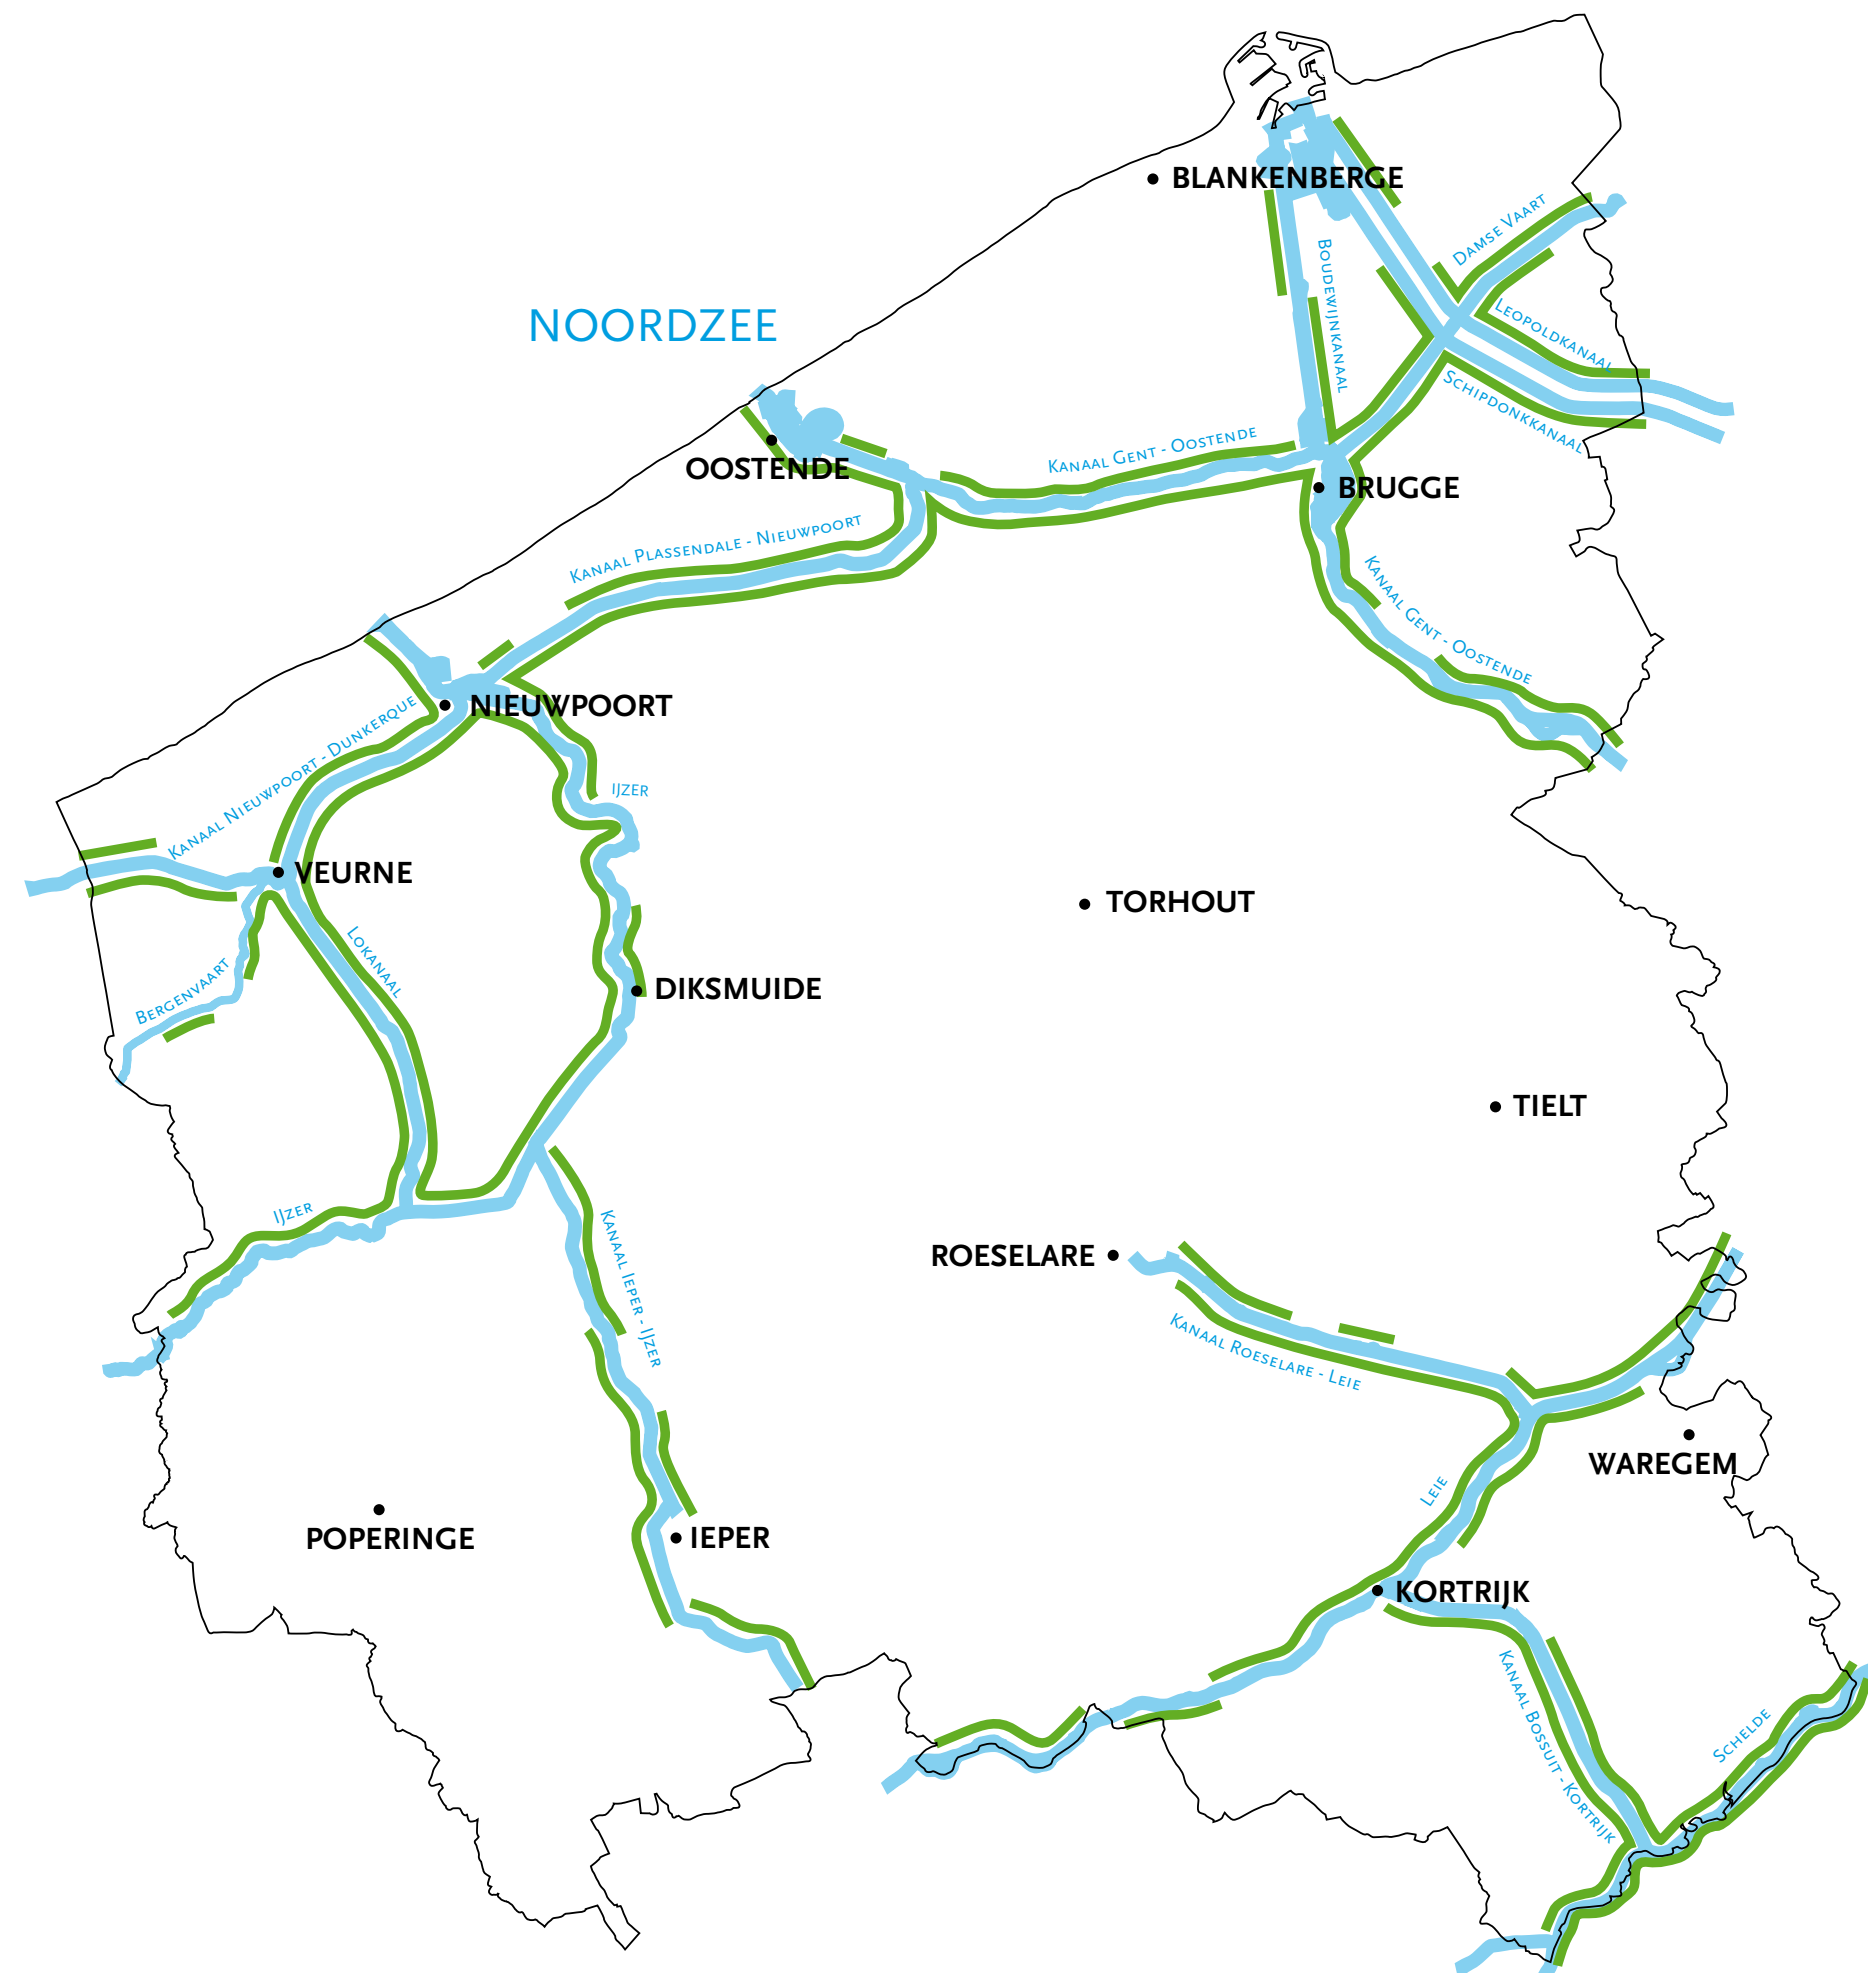 BLANKENBERGE
DAMSE VAART
BOUDEWIJNKANAAL
LEOPOLDKANAAL
NOORDZEE
SCHIPDONKKANAAL
KANAAL GENT - OOSTENDE
OOSTENDE
BRUGGE
KANAAL PLASSENDALE - NIEUWPOORT
KANAAL GENT - OOSTENDE
NIEUWPOORT
KANAAL NIEUWPOORT - DUNKERQUE
IJZER
VEURNE
TORHOUT
LOKANAAL
BERGENVAART
DIKSMUIDE
TIELT
IJZER
KANAAL IEPER - IJZER
ROESELARE
KANAAL ROESELARE - LEIE
WAREGEM
LEIE
POPERINGE
IEPER
KORTRIJK
KANAAL BOSSUIT - KORTRIJK
SCHELDE